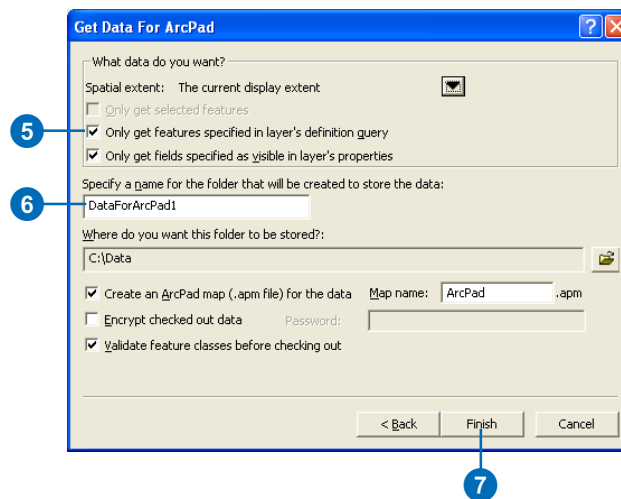 Get Data For ArcPad
What data do you want?
Spatial extent: The current display extent
Only get selected features
5
Only get features specified in layer's definition query
Only get fields specified as visible in layer's properties
Specify a name for the folder that will be created to store the data:
6
DataForArcPad1
Where do you want this folder to be stored?:
C:\Data
Create an ArcPad map (.apm file) for the data Map name: ArcPad .apm
Encrypt checked out data Password:
Validate feature classes before checking out
< Back Finish Cancel
7